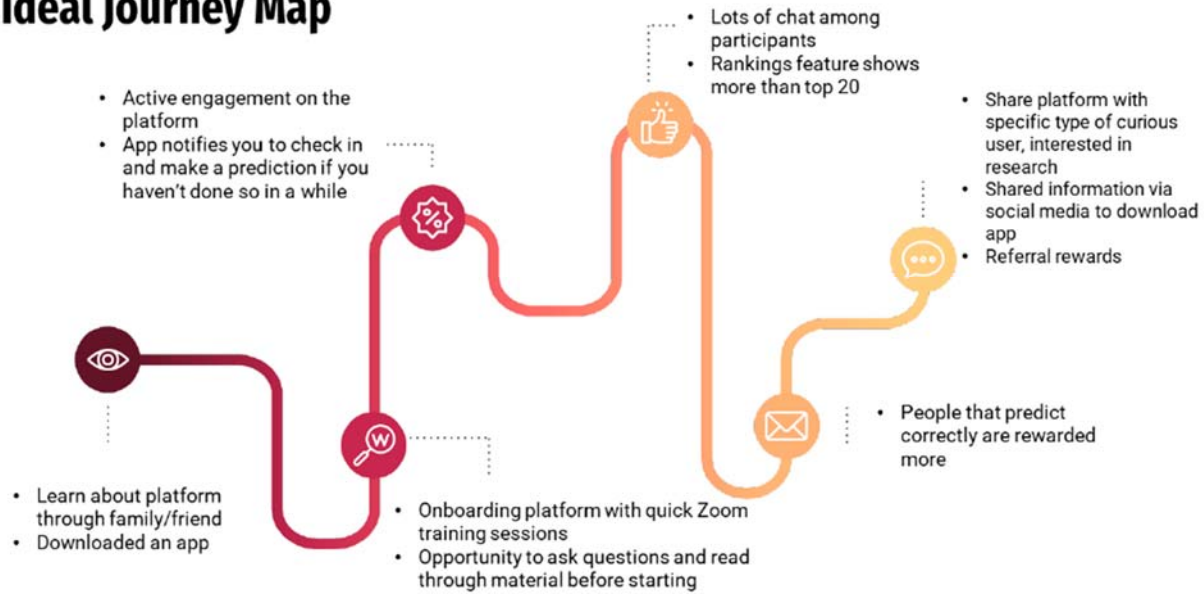 Ideal Journey Map
• Lots of chat among
participants
• Rankings feature shows
more than top 20
• Active engagement on the
platform
• App notifies you to check in
and make a prediction if you
haven't done so in a while
• Share platform with
specific type of curious
user, interested in
research
• Shared information via
social media to download
app
• Referral rewards
%
W
• People that predict
correctly are rewarded
more
• Learn about platform
through family/friend
• Downloaded an app
• Onboarding platform with quick Zoom
training sessions
• Opportunity to ask questions and read
through material before starting